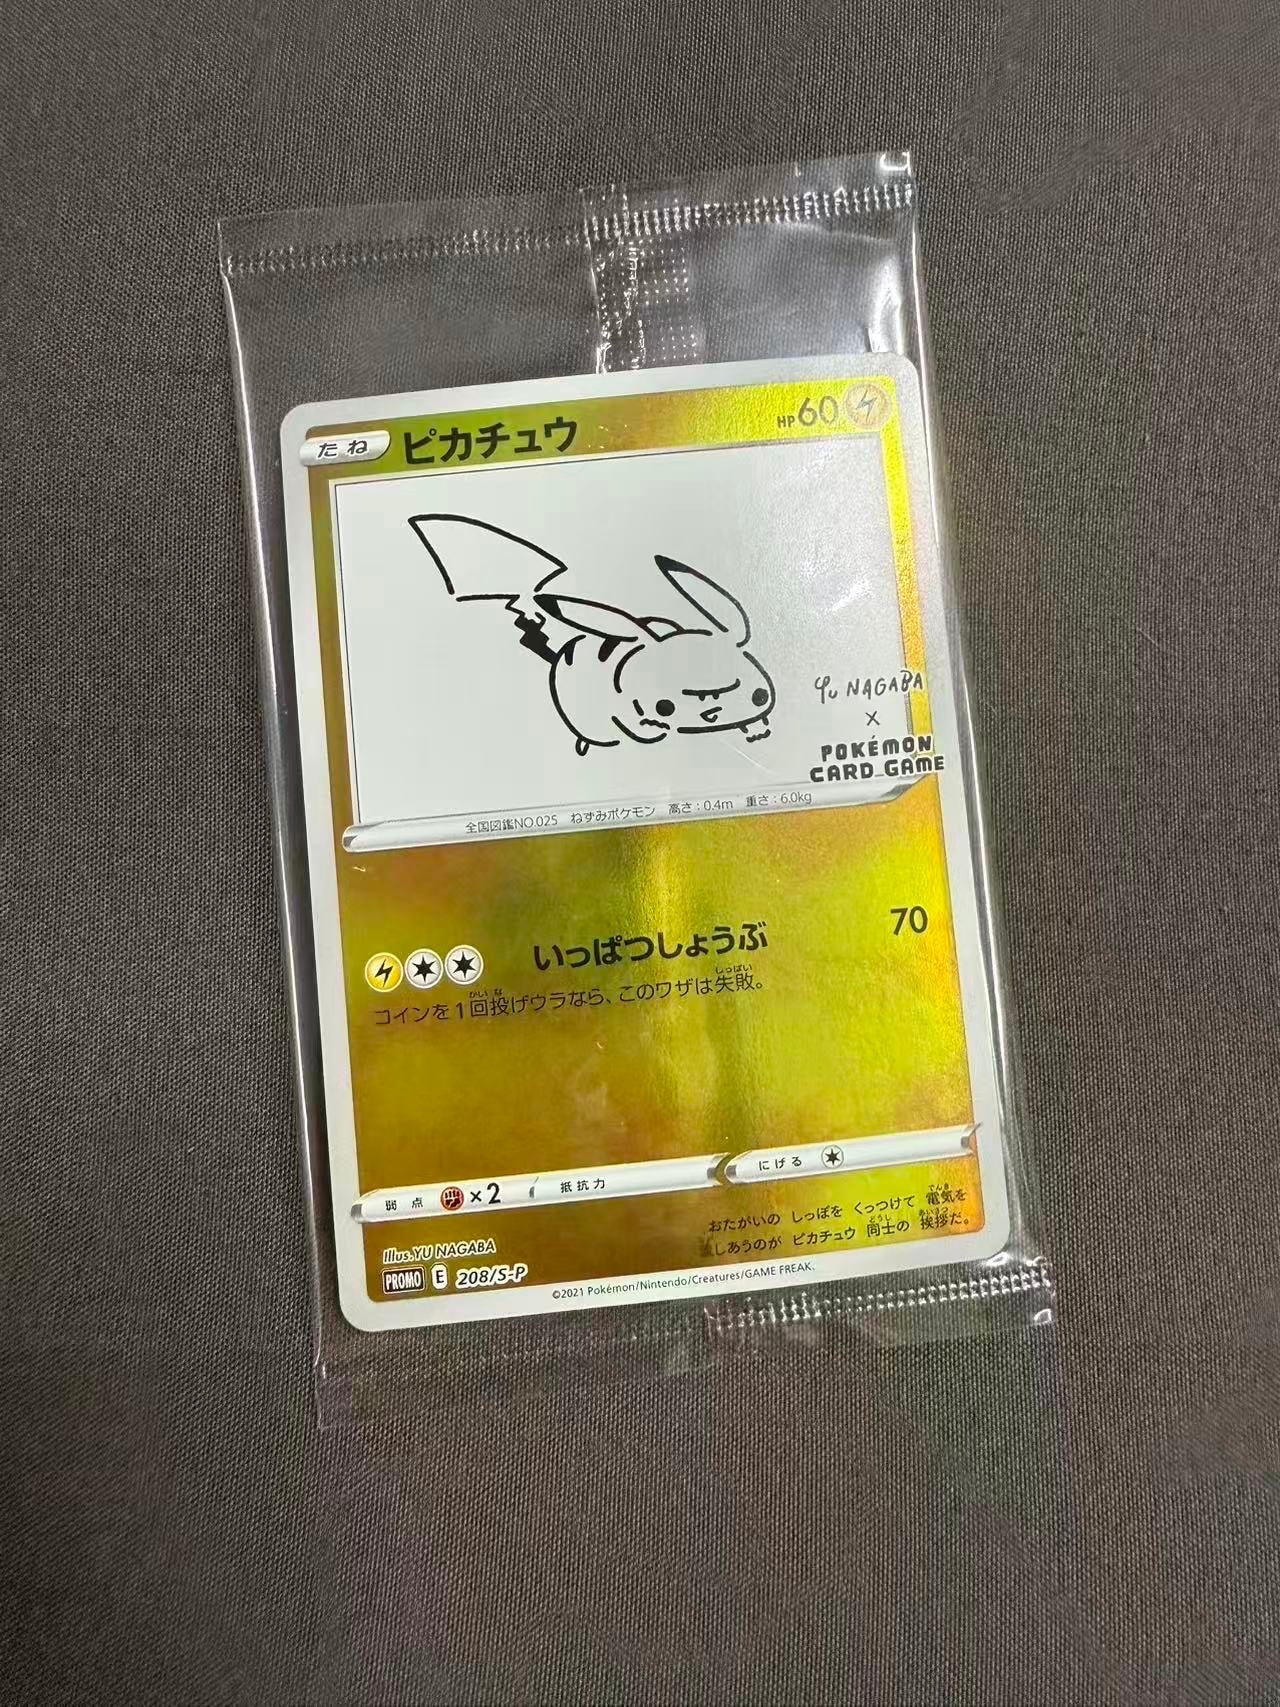 たね ピカチュウ HP60
Yu NAGABA
×
POKÉMON
CARD GAME
全国図鑑NO.025 ねずみポケモン 高さ:0.4m 重さ:6.0kg
いっぱつしょうぶ 70
コインを1回投げウラなら、このワザは失敗。
弱点 ×2 抵抗力 にげる
おたがいの しっぽを くっつけて 電気を
しあうのが ピカチュウ 同士の 挨拶だ。
Illus. YU NAGABA
PROMO E 208/S-P
©2021 Pokémon/Nintendo/Creatures/GAME FREAK.